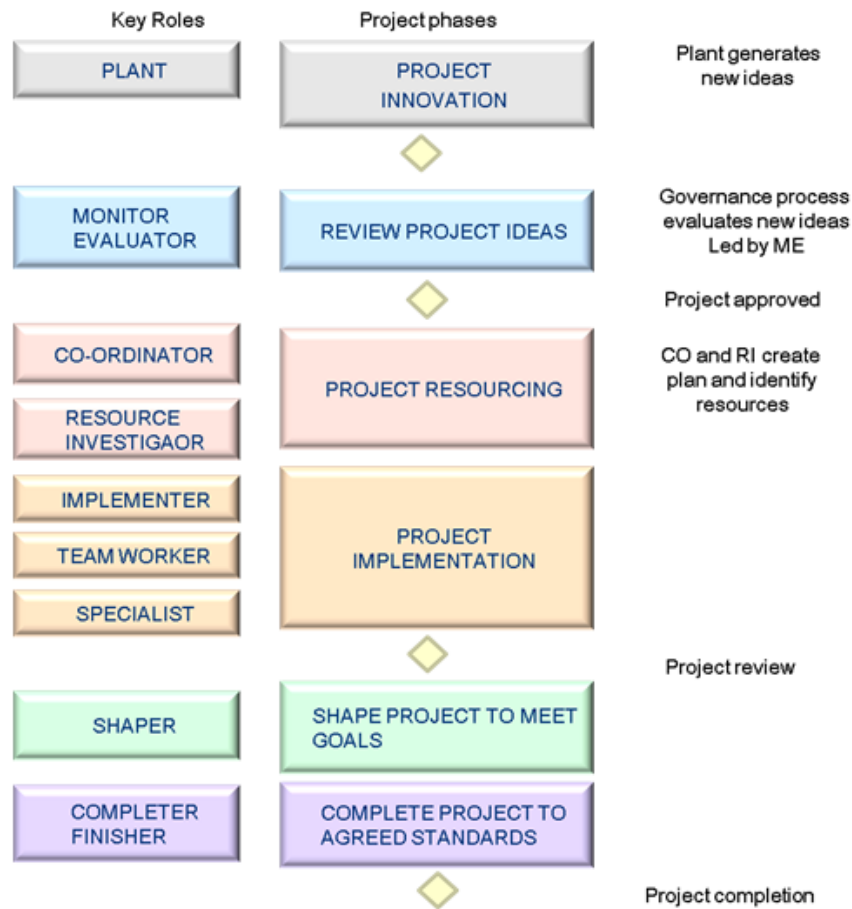 Key Roles
Project phases
PLANT
PROJECT
INNOVATION
Plant generates
new ideas
MONITOR
EVALUATOR
REVIEW PROJECT IDEAS
Governance process
evaluates new ideas
Led by ME
Project approved
CO-ORDINATOR
RESOURCE
INVESTIGAOR
PROJECT RESOURCING
CO and RI create
plan and identify
resources
IMPLEMENTER
TEAM WORKER
SPECIALIST
PROJECT
IMPLEMENTATION
Project review
SHAPER
SHAPE PROJECT TO MEET
GOALS
COMPLETER
FINISHER
COMPLETE PROJECT TO
AGREED STANDARDS
Project completion